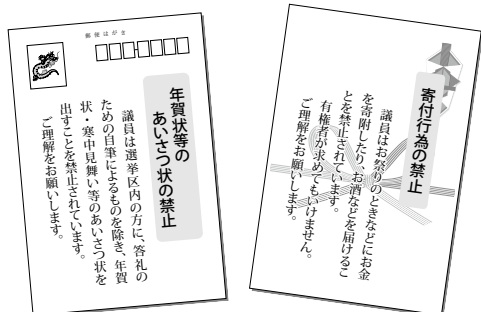 郵便はがき
年賀状等の
あいさつ状の禁止
議員は選挙区内の方に、答礼の
ための自筆によるものを除き、年賀
状・寒中見舞い等のあいさつ状を
出すことを禁止されています。
ご理解をお願いします。
寄付行為の禁止
議員はお祭りのときなどにお金
を寄附したり、お酒などを届けるこ
とを禁止されています。
有権者が求めてもいけません。
ご理解をお願いします。